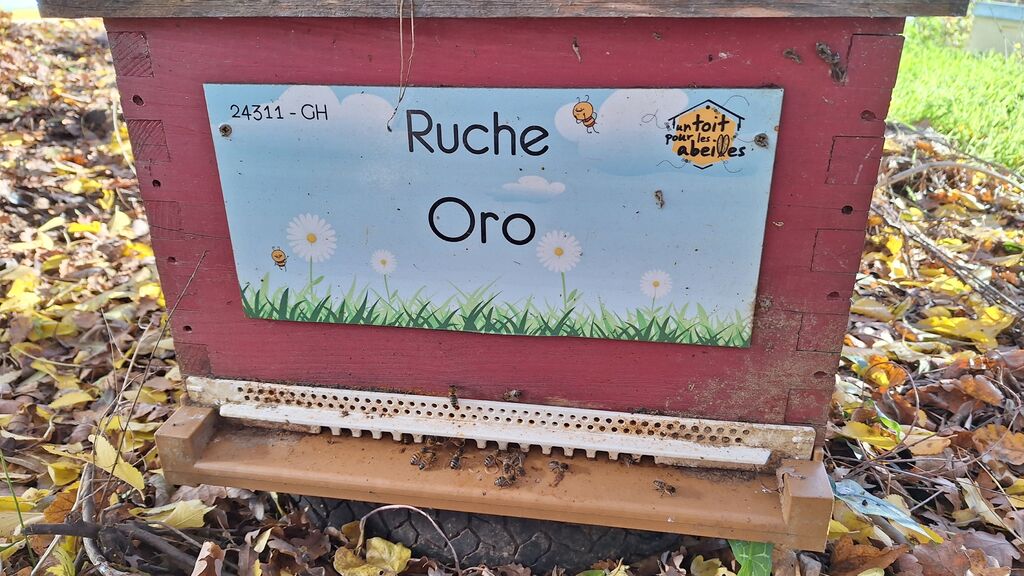 24311 - GH
Ruche
Oro
un toit
pour les
abeilles